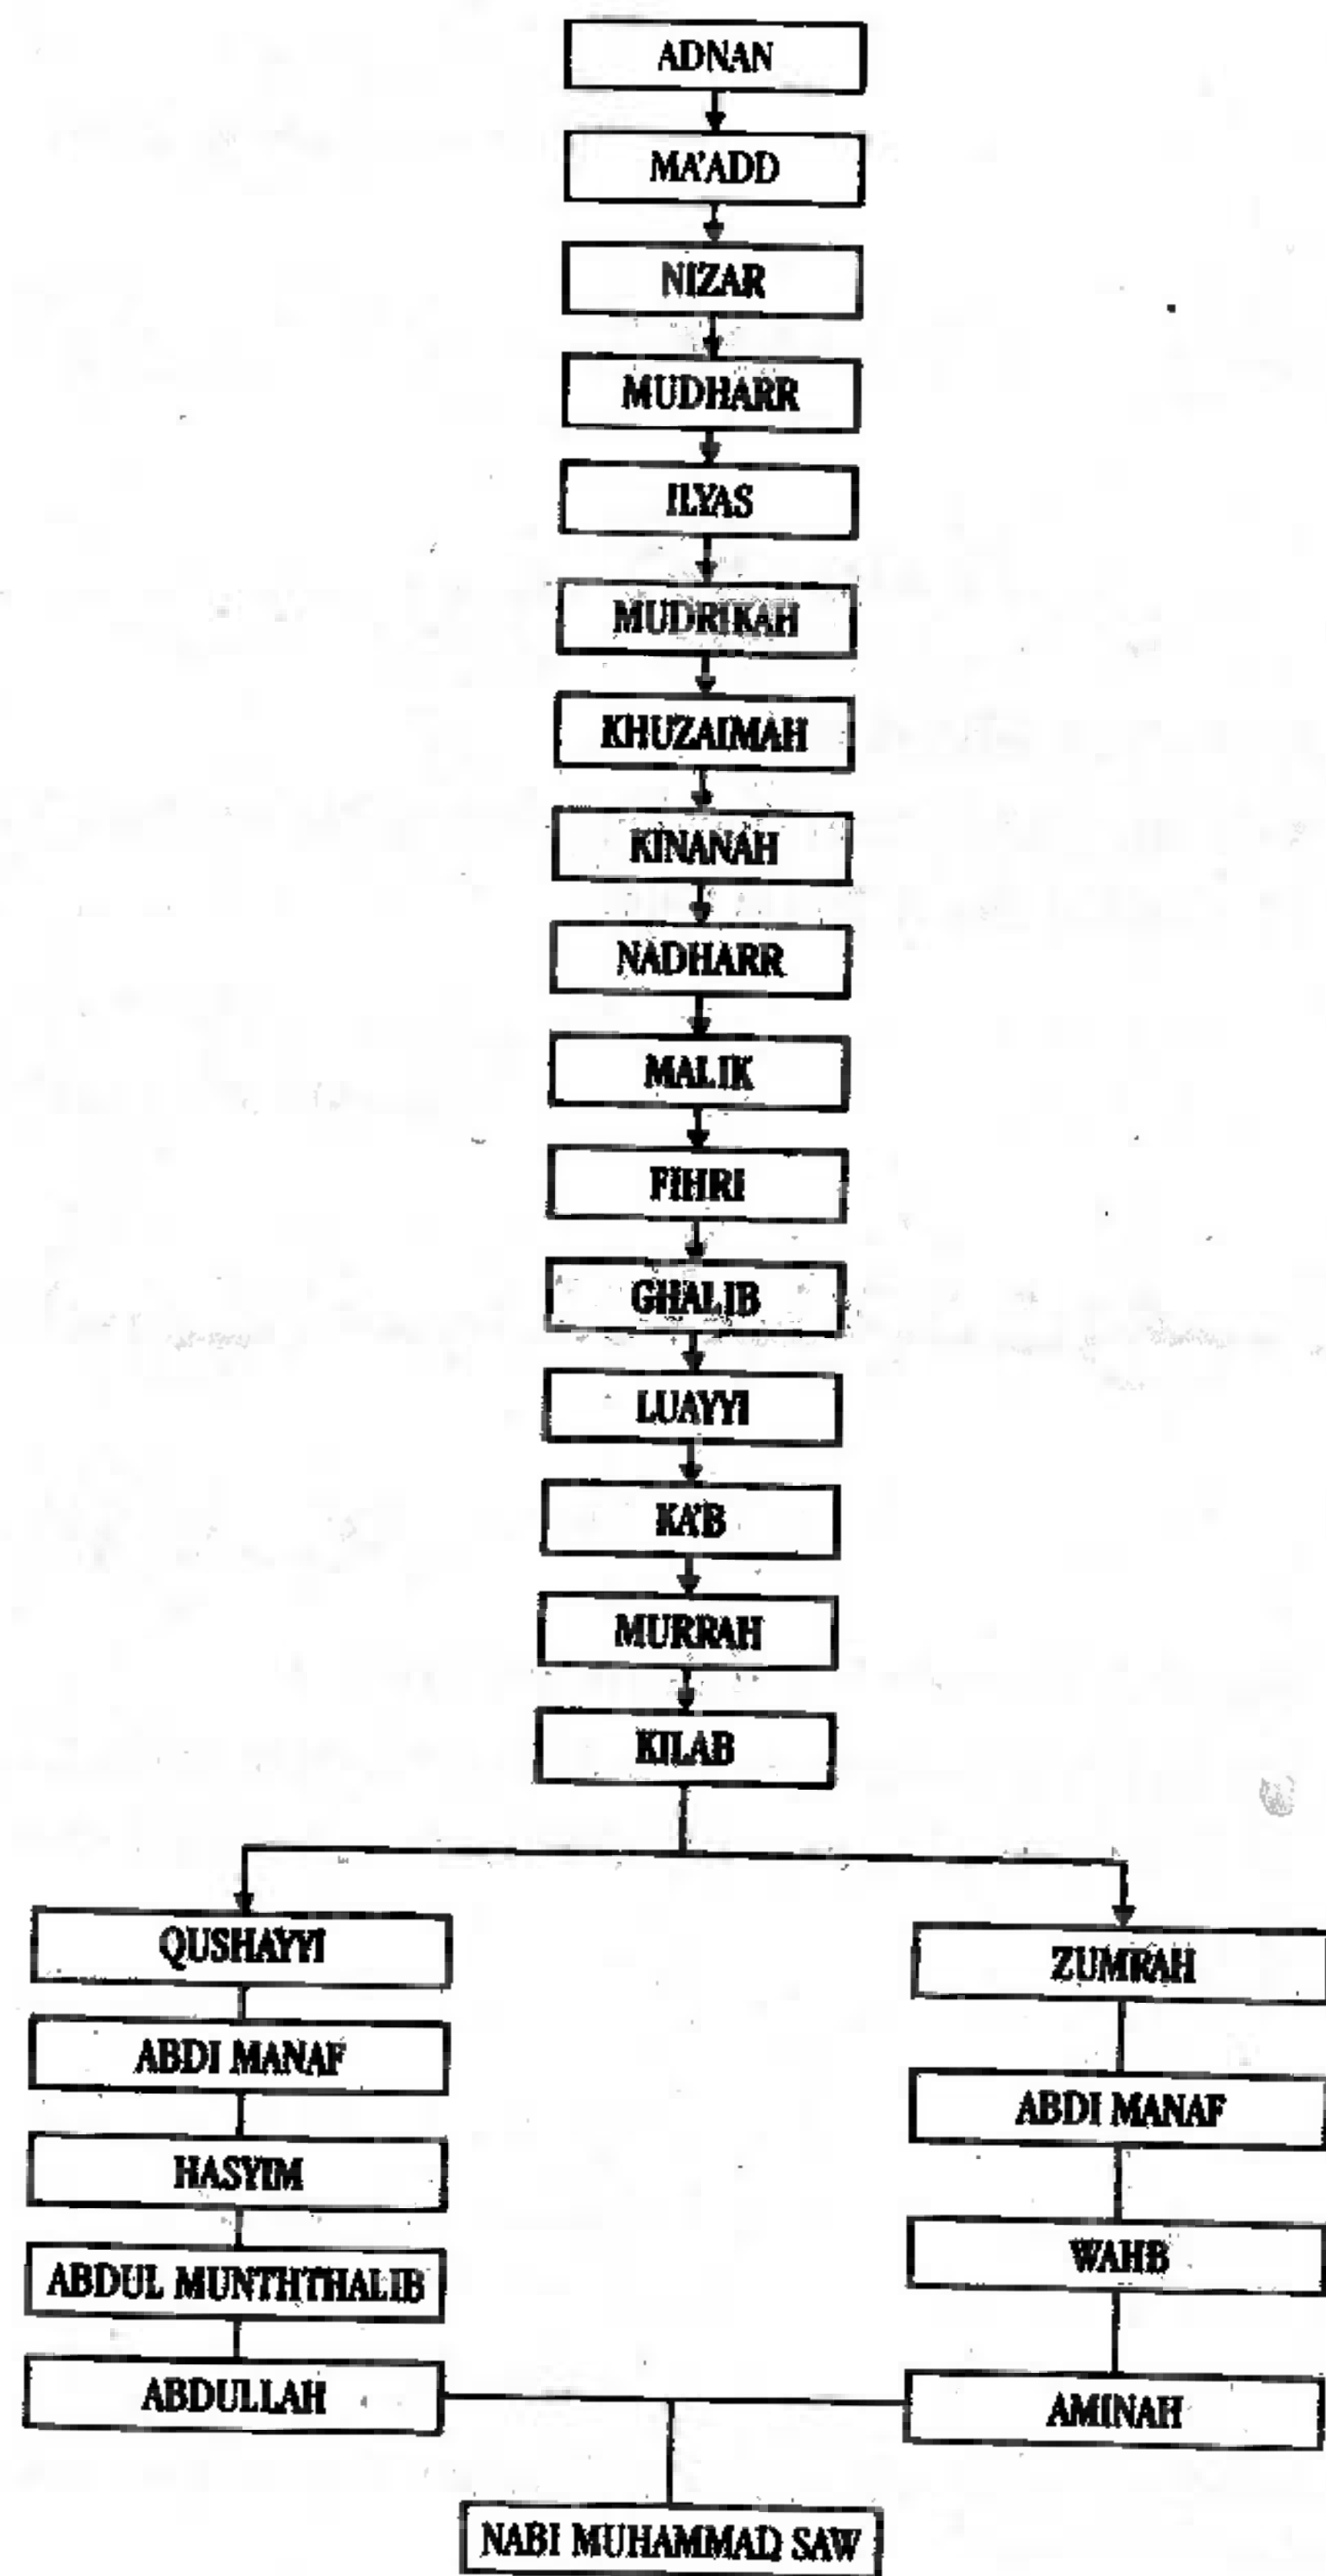 ADNAN
MA'ADD
NIZAR
MUDHARR
ILYAS
MUDRIKAH
KHUZAIMAH
KINANAH
NADHARR
MALIK
FIHRI
GHALIB
LUAYYI
KA'B
MURRAH
KILAB
QUSHAYYI
ABDI MANAF
HASYIM
ABDUL MUNTHTHALIB
ABDULLAH
ZUMRAH
ABDI MANAF
WAHB
AMINAH
NABI MUHAMMAD SAW